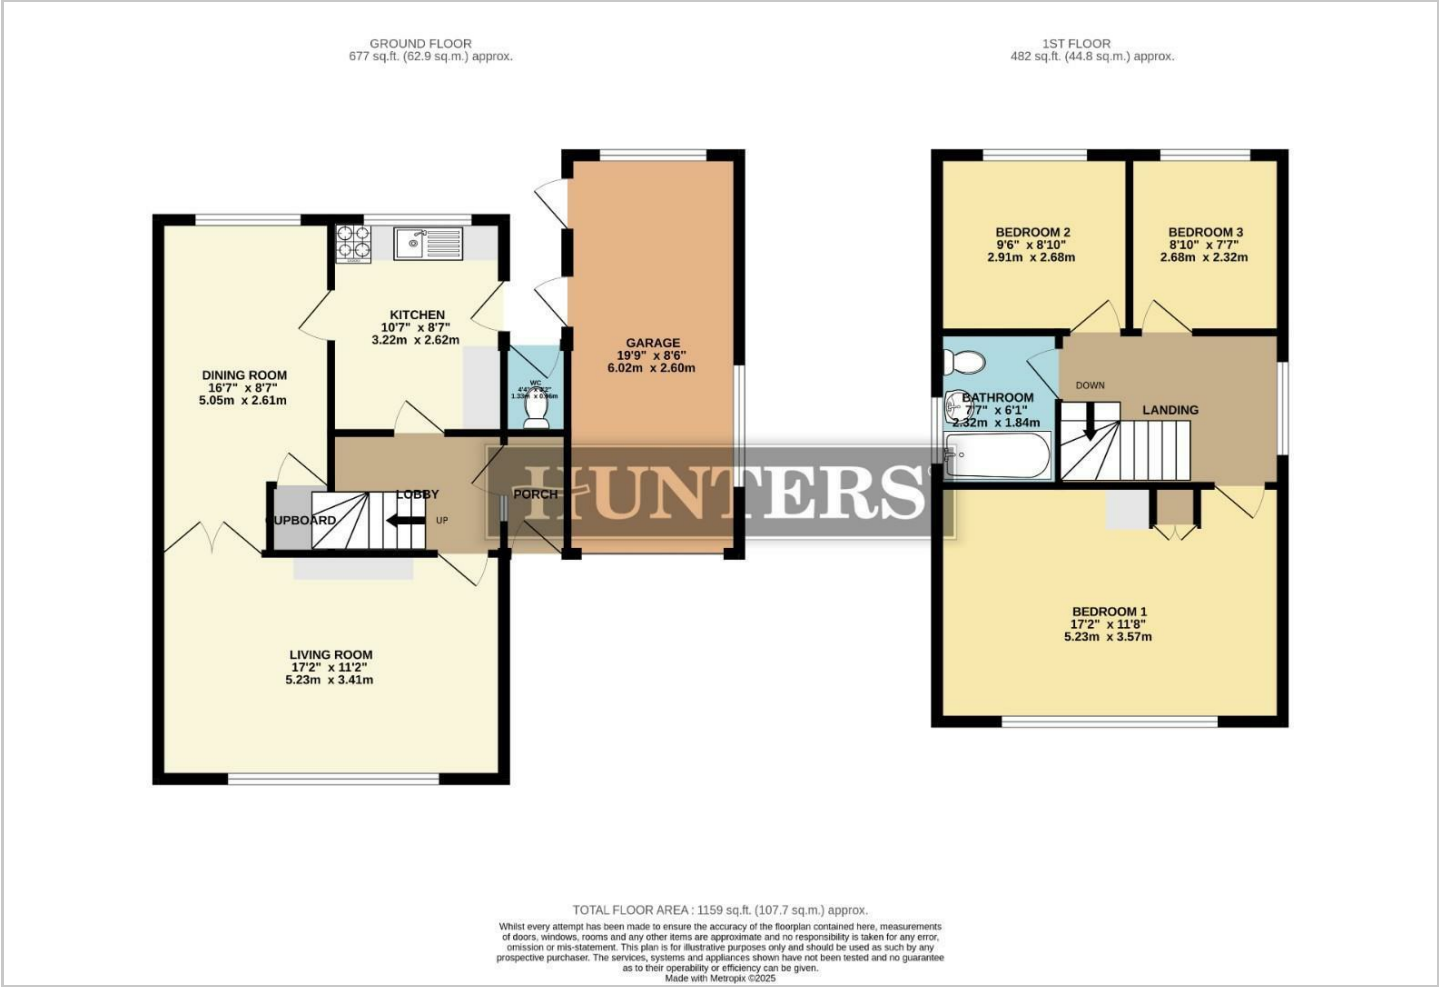 GROUND FLOOR
677 sq.ft. (62.9 sq.m.) approx.
1ST FLOOR
482 sq.ft. (44.8 sq.m.) approx.
KITCHEN
10'7" x 8'7"
3.22m x 2.62m
DINING ROOM
16'7" x 8'7"
5.05m x 2.61m
WC
1.33m x
GARAGE
19'9" x 8'6"
6.02m x 2.60m
LOBBY
PORCH
CUPBOARD
UP
LIVING ROOM
17'2" x 11'2"
5.23m x 3.41m
BEDROOM 2
9'6" x 8'10"
2.91m x 2.68m
BEDROOM 3
8'10" x 7'7"
2.68m x 2.32m
BATHROOM
7'7" x 6'1"
2.32m x 1.84m
DOWN
LANDING
BEDROOM 1
17'2" x 11'8"
5.23m x 3.57m
HUNTERS
TOTAL FLOOR AREA : 1159 sq.ft. (107.7 sq.m.) approx.
Whilst every attempt has been made to ensure the accuracy of the floorplan contained here, measurements
of doors, windows, rooms and any other items are approximate and no responsibility is taken for any error,
omission or mis-statement. This plan is for illustrative purposes only and should be used as such by any
prospective purchaser. The services, systems and appliances shown have not been tested and no guarantee
as to their operability or efficiency can be given.
Made with Metropix ©2025